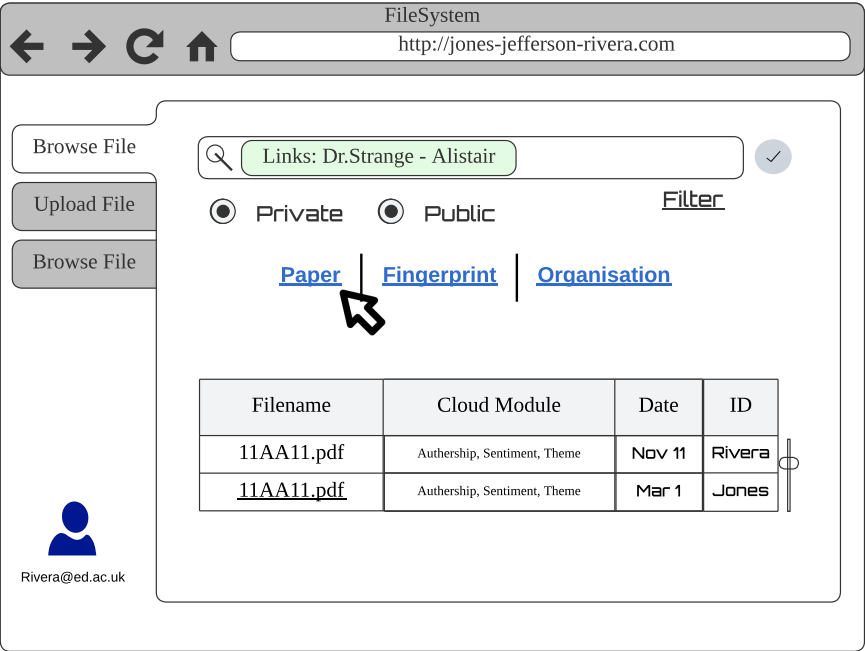 FileSystem
http://jones-jefferson-rivera.com
Browse File
Upload File
Browse File
Links: Dr.Strange - Alistair
Private
Public
Filter
Paper
Fingerprint
Organisation
Filename Cloud Module Date ID
11AA11.pdf Authership, Sentiment, Theme Nov 11 Rivera
11AA11.pdf Authership, Sentiment, Theme Mar 1 Jones
Rivera@ed.ac.uk